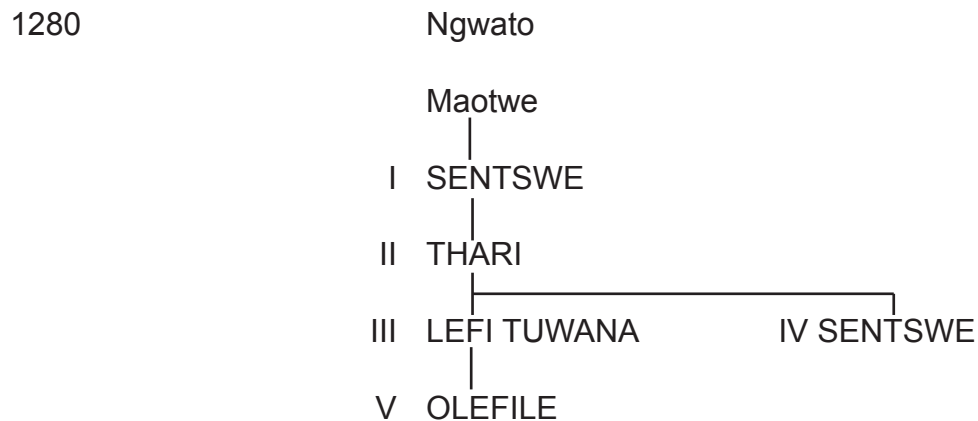 1280 Ngwato
Maotwe
I SENTSWE
II THARI
III LEFI TUWANA IV SENTSWE
V OLEFILE